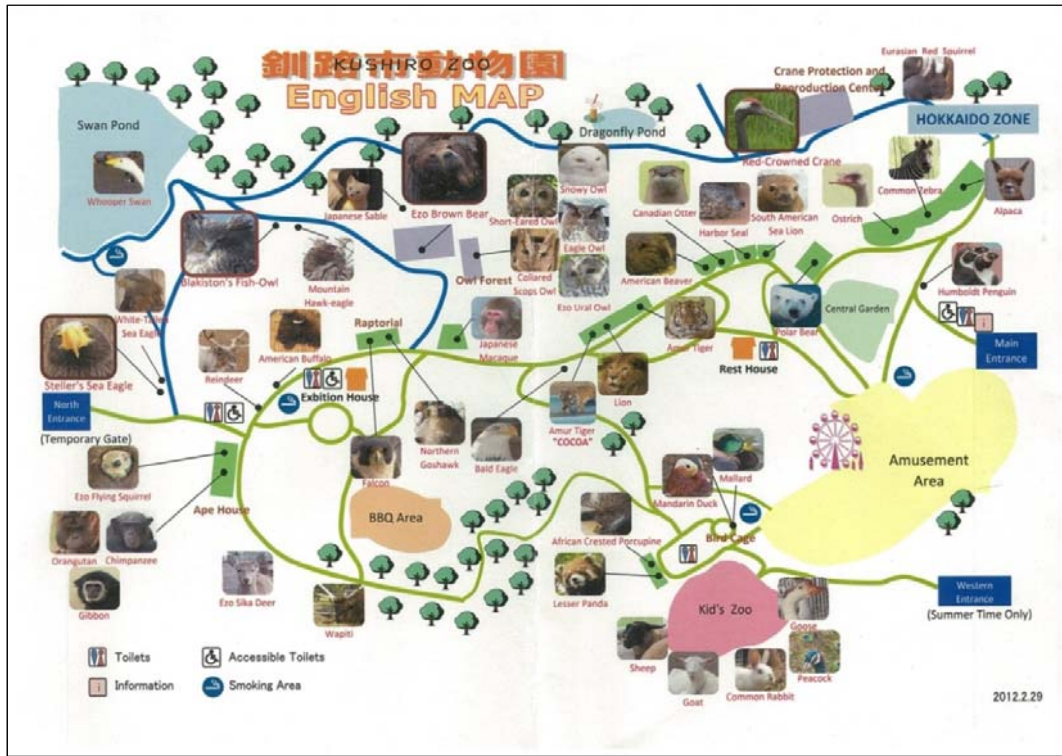 釧路市動物園
KUSHIRO ZOO
English MAP
Eurasian Red Squirrel
Crane Protection and
Reproduction Center
HOKKAIDO ZONE
Swan Pond
Whooper Swan
Dragonfly Pond
Red-Crowned Crane
Japanese Sable
Ezo Brown Bear
Snowy Owl
Short-Eared Owl
Eagle Owl
Owl Forest
Collared
Scops Owl
Ezo Ural Owl
Canadian Otter
Harbor Seal
South American
Sea Lion
Ostrich
Common Zebra
Alpaca
American Beaver
Blakiston's Fish-Owl
Mountain
Hawk-eagle
White-Tailed
Sea Eagle
Steller's Sea Eagle
Reindeer
American Buffalo
Raptorial
Japanese
Macaque
Amur Tiger
Polar Bear
Central Garden
Humboldt Penguin
Main
Entrance
Rest House
North
Entrance
(Temporary Gate)
Exbition House
Lion
Amur Tiger
"COCOA"
Northern
Goshawk
Falcon
Bald Eagle
Ezo Flying Squirrel
Ape House
Orangutan
Chimpanzee
Gibbon
BBQ Area
Ezo Sika Deer
Wapiti
Mandarin Duck
Mallard
Amusement
Area
African Crested Porcupine
Bird Cage
Lesser Panda
Kid's Zoo
Goose
Western
Entrance
(Summer Time Only)
Sheep
Goat
Common Rabbit
Peacock
Toilets
Accessible Toilets
i
Information
Smoking Area
2012.2.29